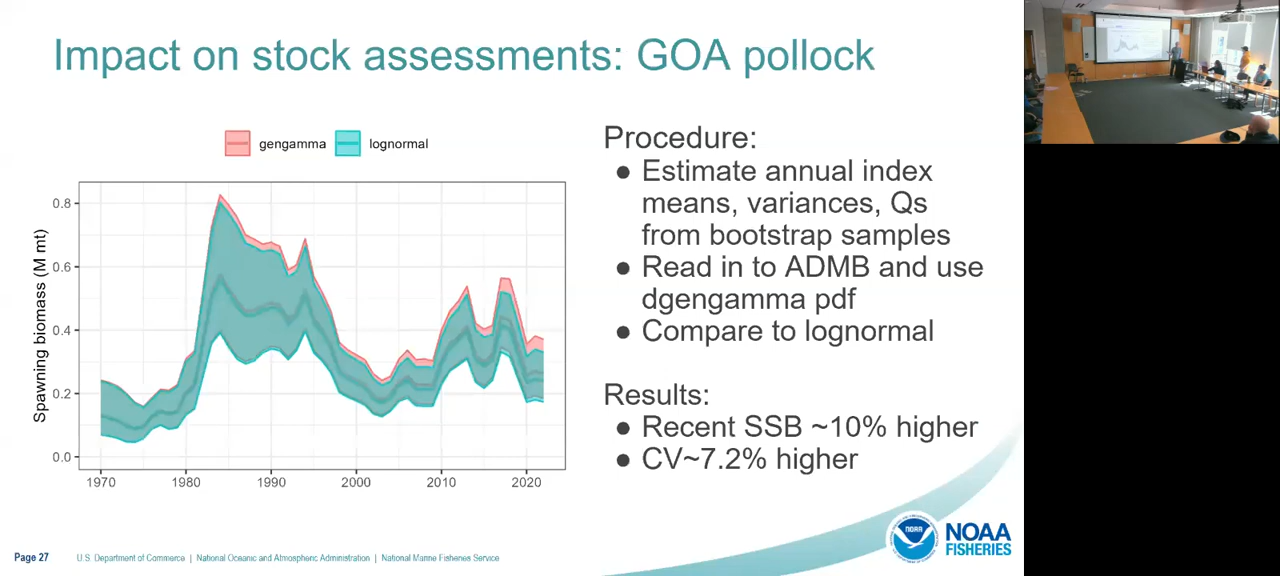 Impact on stock assessments: GOA pollock
gengamma lognormal
Spawning biomass (M mt)
0.8
0.6
0.4
0.2
0.0
1970 1980 1990 2000 2010 2020
Procedure:
● Estimate annual index
means, variances, Qs
from bootstrap samples
● Read in to ADMB and use
dgengamma pdf
● Compare to lognormal
Results:
● Recent SSB ~10% higher
● CV~7.2% higher
Page 27
U.S. Department of Commerce | National Oceanic and Atmospheric Administration | National Marine Fisheries Service
NOAA
NOAA
FISHERIES